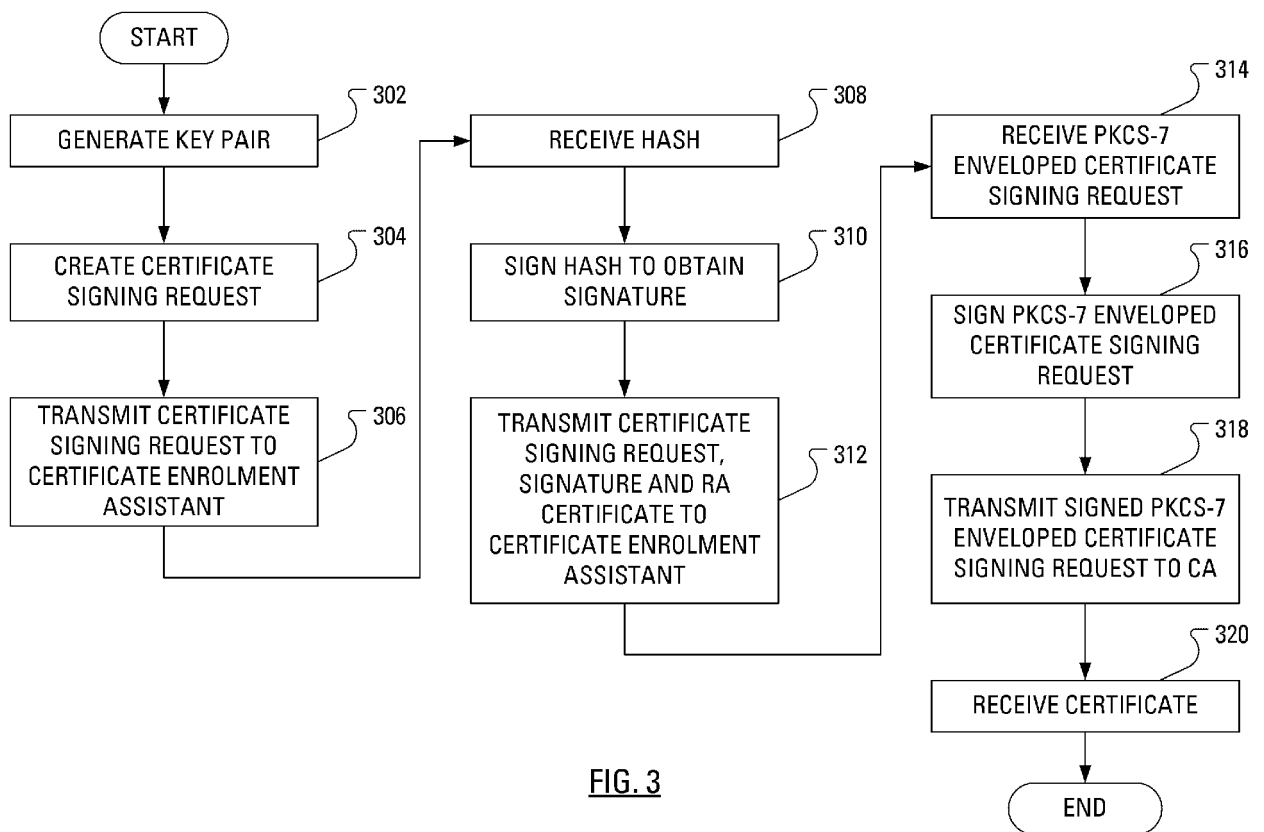 START
302
GENERATE KEY PAIR
304
CREATE CERTIFICATE
SIGNING REQUEST
306
TRANSMIT CERTIFICATE
SIGNING REQUEST TO
CERTIFICATE ENROLMENT
ASSISTANT
308
RECEIVE HASH
310
SIGN HASH TO OBTAIN
SIGNATURE
312
TRANSMIT CERTIFICATE
SIGNING REQUEST,
SIGNATURE AND RA
CERTIFICATE TO
CERTIFICATE ENROLMENT
ASSISTANT
314
RECEIVE PKCS-7
ENVELOPED CERTIFICATE
SIGNING REQUEST
316
SIGN PKCS-7 ENVELOPED
CERTIFICATE SIGNING
REQUEST
318
TRANSMIT SIGNED PKCS-7
ENVELOPED CERTIFICATE
SIGNING REQUEST TO CA
320
RECEIVE CERTIFICATE
END
FIG. 3